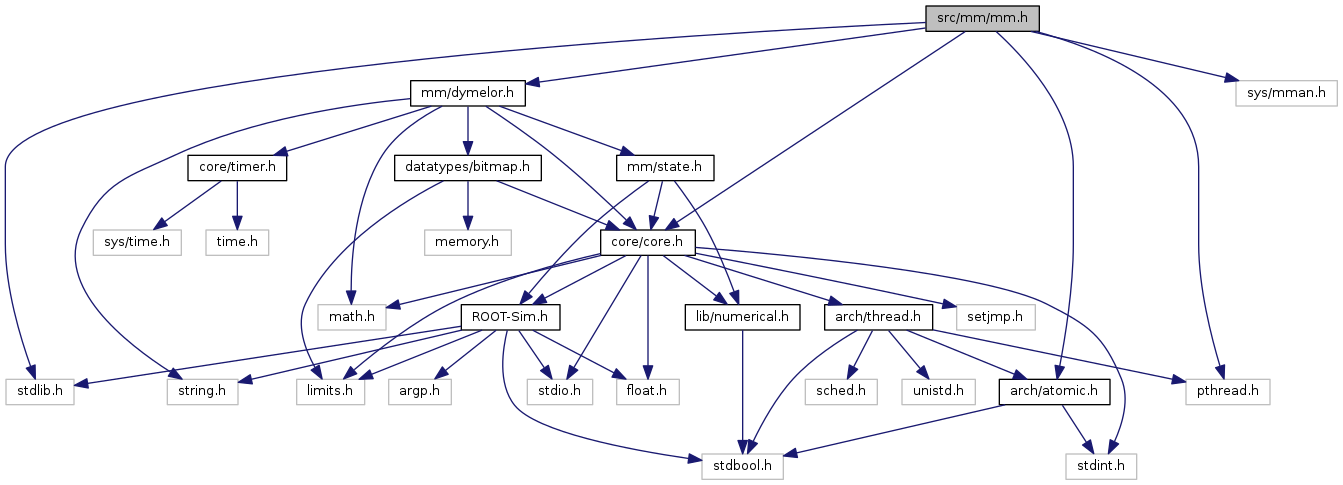 src/mm/mm.h
mm/dymelor.h
sys/mman.h
core/timer.h
datatypes/bitmap.h
mm/state.h
sys/time.h
time.h
memory.h
core/core.h
math.h
ROOT-Sim.h
lib/numerical.h
arch/thread.h
setjmp.h
stdlib.h
string.h
limits.h
argp.h
stdio.h
float.h
sched.h
unistd.h
arch/atomic.h
pthread.h
stdbool.h
stdint.h